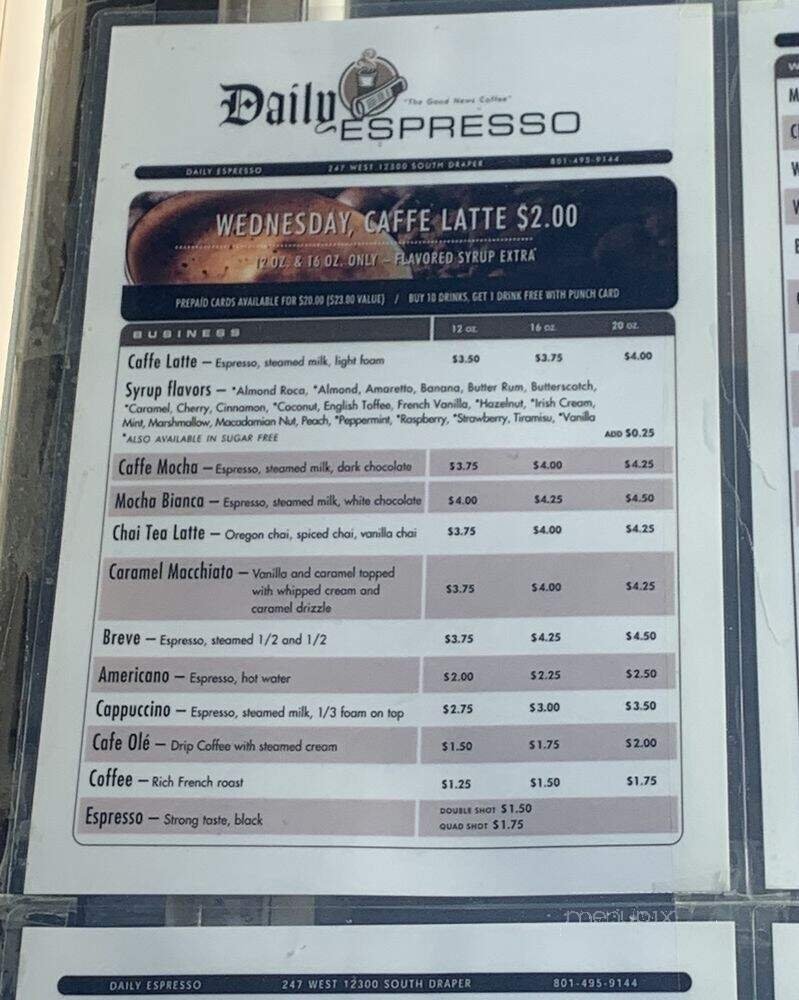 Daily
"The Good News Coffee"
ESPRESSO
DAILY ESPRESSO 247 WEST 12300 SOUTH DRAPER 801-495-9144
WEDNESDAY, CAFFE LATTE $2.00
12 OZ. & 16 OZ. ONLY – FLAVORED SYRUP EXTRA
PREPAID CARDS AVAILABLE FOR $20.00 ($23.00 VALUE) / BUY 10 DRINKS, GET 1 DRINK FREE WITH PUNCH CARD
BUSINESS 12 oz. 16 oz. 20 oz.
Caffe Latte — Espresso, steamed milk, light foam $3.50 $3.75 $4.00
Syrup flavors — *Almond Roca, *Almond, Amaretto, Banana, Butter Rum, Butterscotch,
*Caramel, Cherry, Cinnamon, *Coconut, English Toffee, French Vanilla, *Hazelnut, *Irish Cream,
Mint, Marshmallow, Macadamian Nut, Peach, *Peppermint, *Raspberry, *Strawberry, Tiramisu, *Vanilla
*ALSO AVAILABLE IN SUGAR FREE ADD $0.25
Caffe Mocha — Espresso, steamed milk, dark chocolate $3.75 $4.00 $4.25
Mocha Bianca — Espresso, steamed milk, white chocolate $4.00 $4.25 $4.50
Chai Tea Latte — Oregon chai, spiced chai, vanilla chai $3.75 $4.00 $4.25
Caramel Macchiato — Vanilla and caramel topped
with whipped cream and $3.75 $4.00 $4.25
caramel drizzle
Breve — Espresso, steamed 1/2 and 1/2 $3.75 $4.25 $4.50
Americano — Espresso, hot water $2.00 $2.25 $2.50
Cappuccino — Espresso, steamed milk, 1/3 foam on top $2.75 $3.00 $3.50
Cafe Olé — Drip Coffee with steamed cream $1.50 $1.75 $2.00
Coffee — Rich French roast $1.25 $1.50 $1.75
Espresso — Strong taste, black DOUBLE SHOT $1.50
QUAD SHOT $1.75
menupix
DAILY ESPRESSO 247 WEST 12300 SOUTH DRAPER 801-495-9144